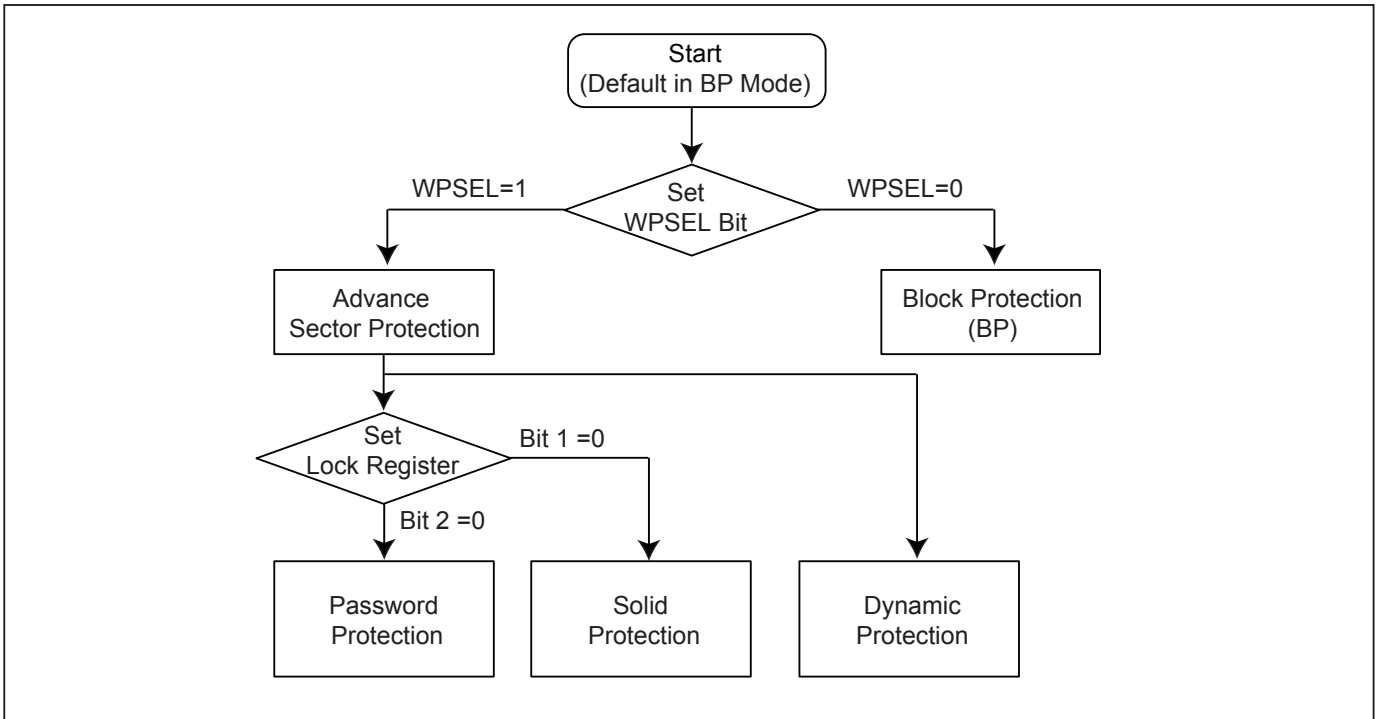 Start
(Default in BP Mode)
WPSEL=1
Set
WPSEL Bit
WPSEL=0
Advance
Sector Protection
Block Protection
(BP)
Set
Lock Register
Bit 1 =0
Bit 2 =0
Password
Protection
Solid
Protection
Dynamic
Protection